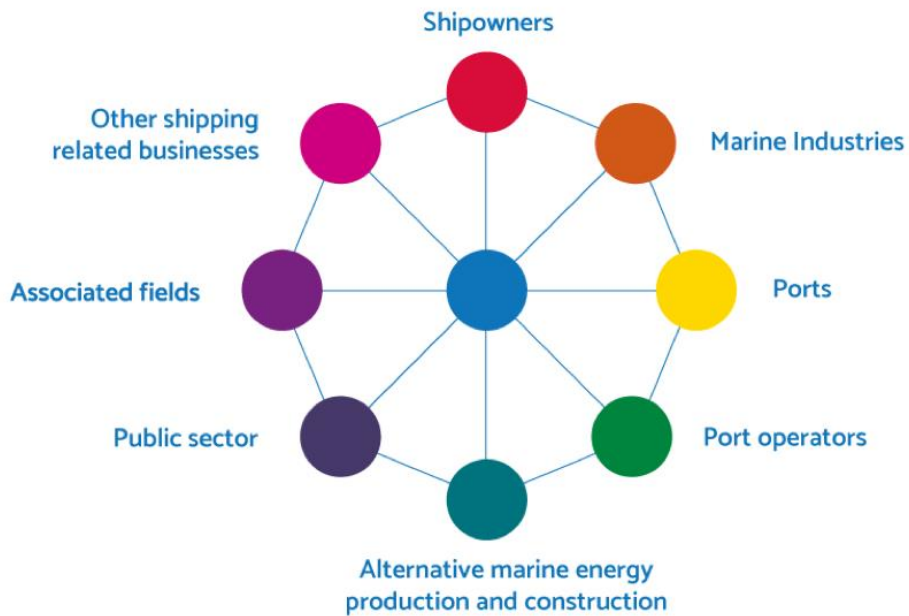 Shipowners
Other shipping
related businesses
Marine Industries
Associated fields
Ports
Public sector
Port operators
Alternative marine energy
production and construction